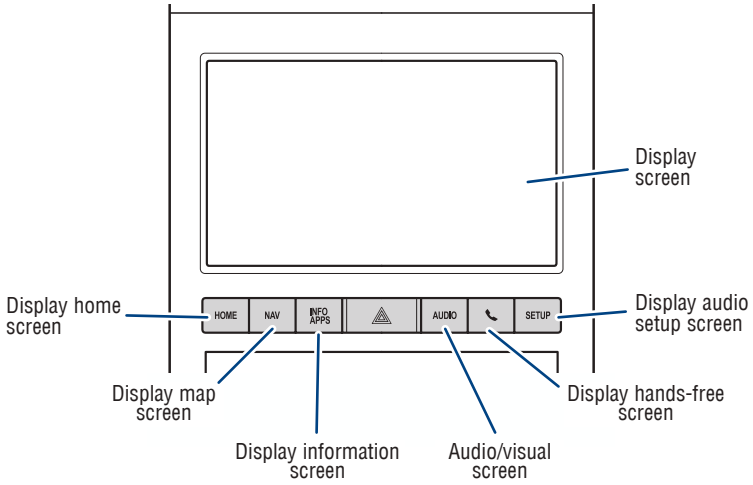 Display
screen
Display home
screen
HOME
NAV
INFO
APPS
AUDIO
SETUP
Display audio
setup screen
Display map
screen
Display hands-free
screen
Display information
screen
Audio/visual
screen